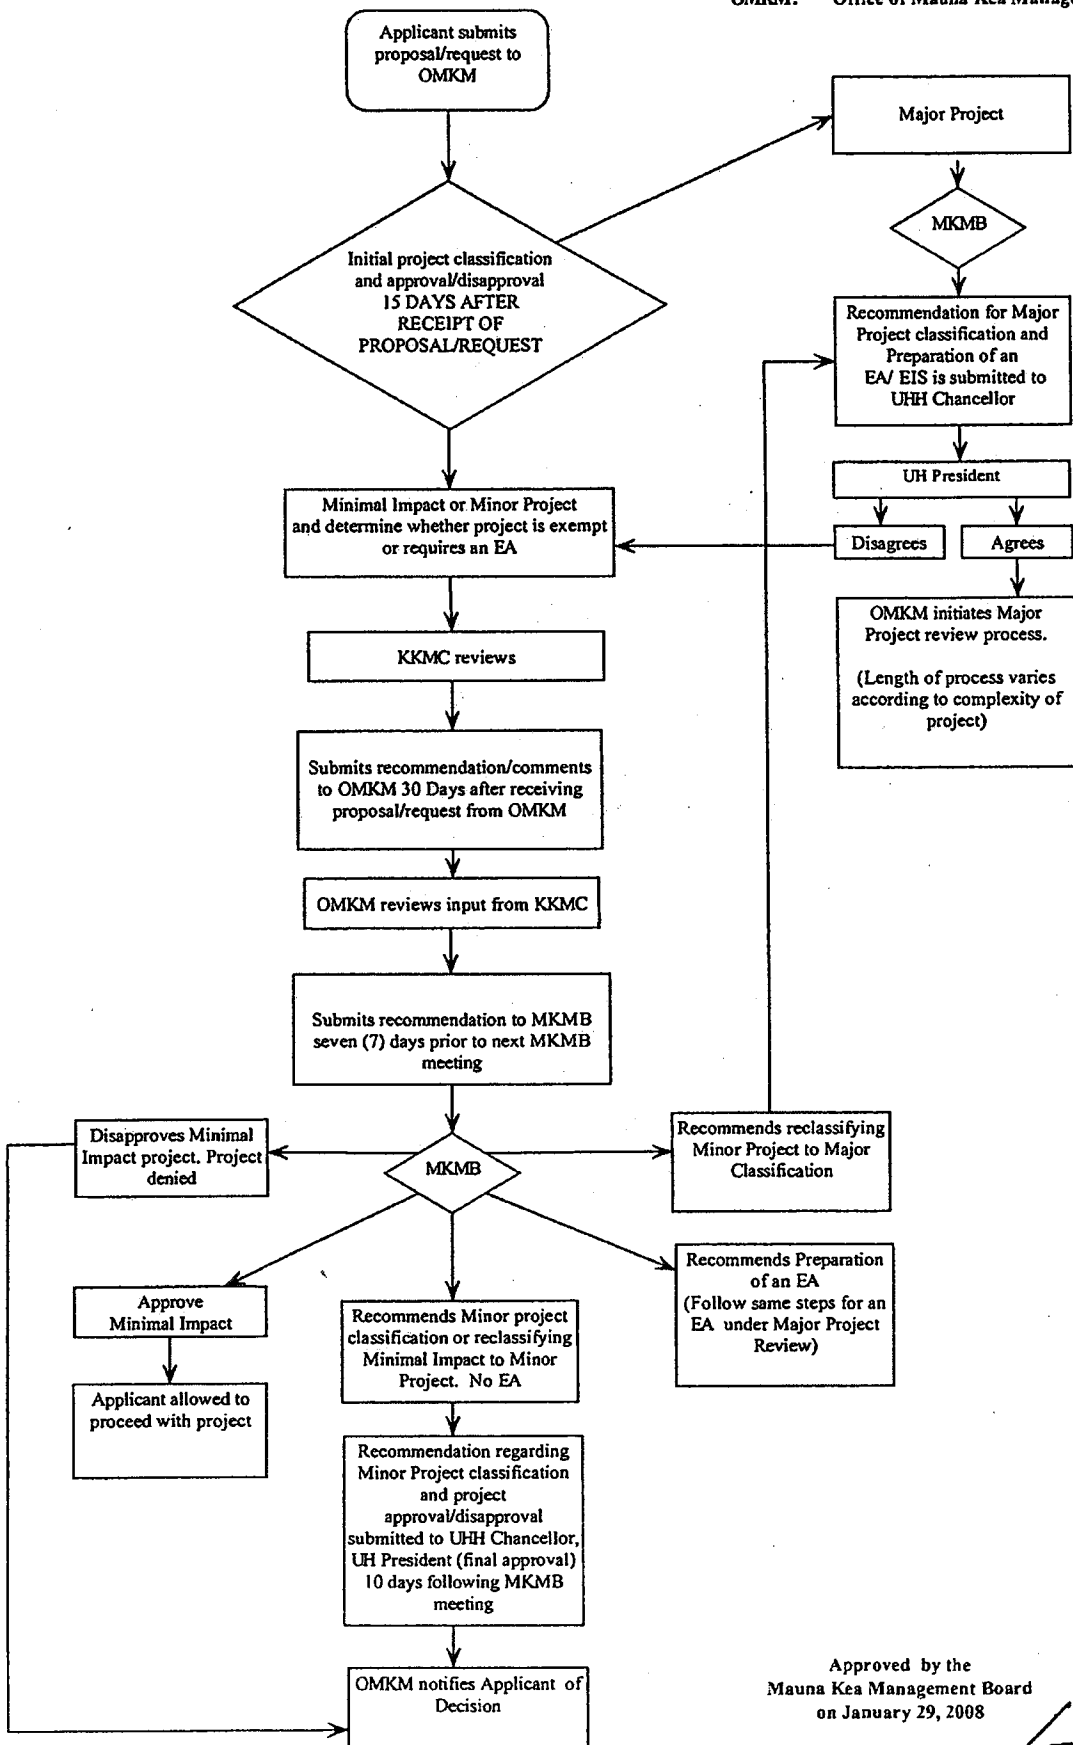 OMKM: Office of Mauna Kea Manage
Applicant submits
proposal/request to
OMKM
Major Project
MKMB
Initial project classification
and approval/disapproval
15 DAYS AFTER
RECEIPT OF
PROPOSAL/REQUEST
Recommendation for Major
Project classification and
Preparation of an
EA/ EIS is submitted to
UHH Chancellor
UH President
Disagrees
Agrees
OMKM initiates Major
Project review process.
(Length of process varies
according to complexity of
project)
Minimal Impact or Minor Project
and determine whether project is exempt
or requires an EA
KKMC reviews
Submits recommendation/comments
to OMKM 30 Days after receiving
proposal/request from OMKM
OMKM reviews input from KKMC
Submits recommendation to MKMB
seven (7) days prior to next MKMB
meeting
Disapproves Minimal
Impact project. Project
denied
MKMB
Recommends reclassifying
Minor Project to Major
Classification
Approve
Minimal Impact
Applicant allowed to
proceed with project
Recommends Minor project
classification or reclassifying
Minimal Impact to Minor
Project. No EA
Recommends Preparation
of an EA
(Follow same steps for an
EA under Major Project
Review)
Recommendation regarding
Minor Project classification
and project
approval/disapproval
submitted to UHH Chancellor,
UH President (final approval)
10 days following MKMB
meeting
OMKM notifies Applicant of
Decision
Approved by the
Mauna Kea Management Board
on January 29, 2008